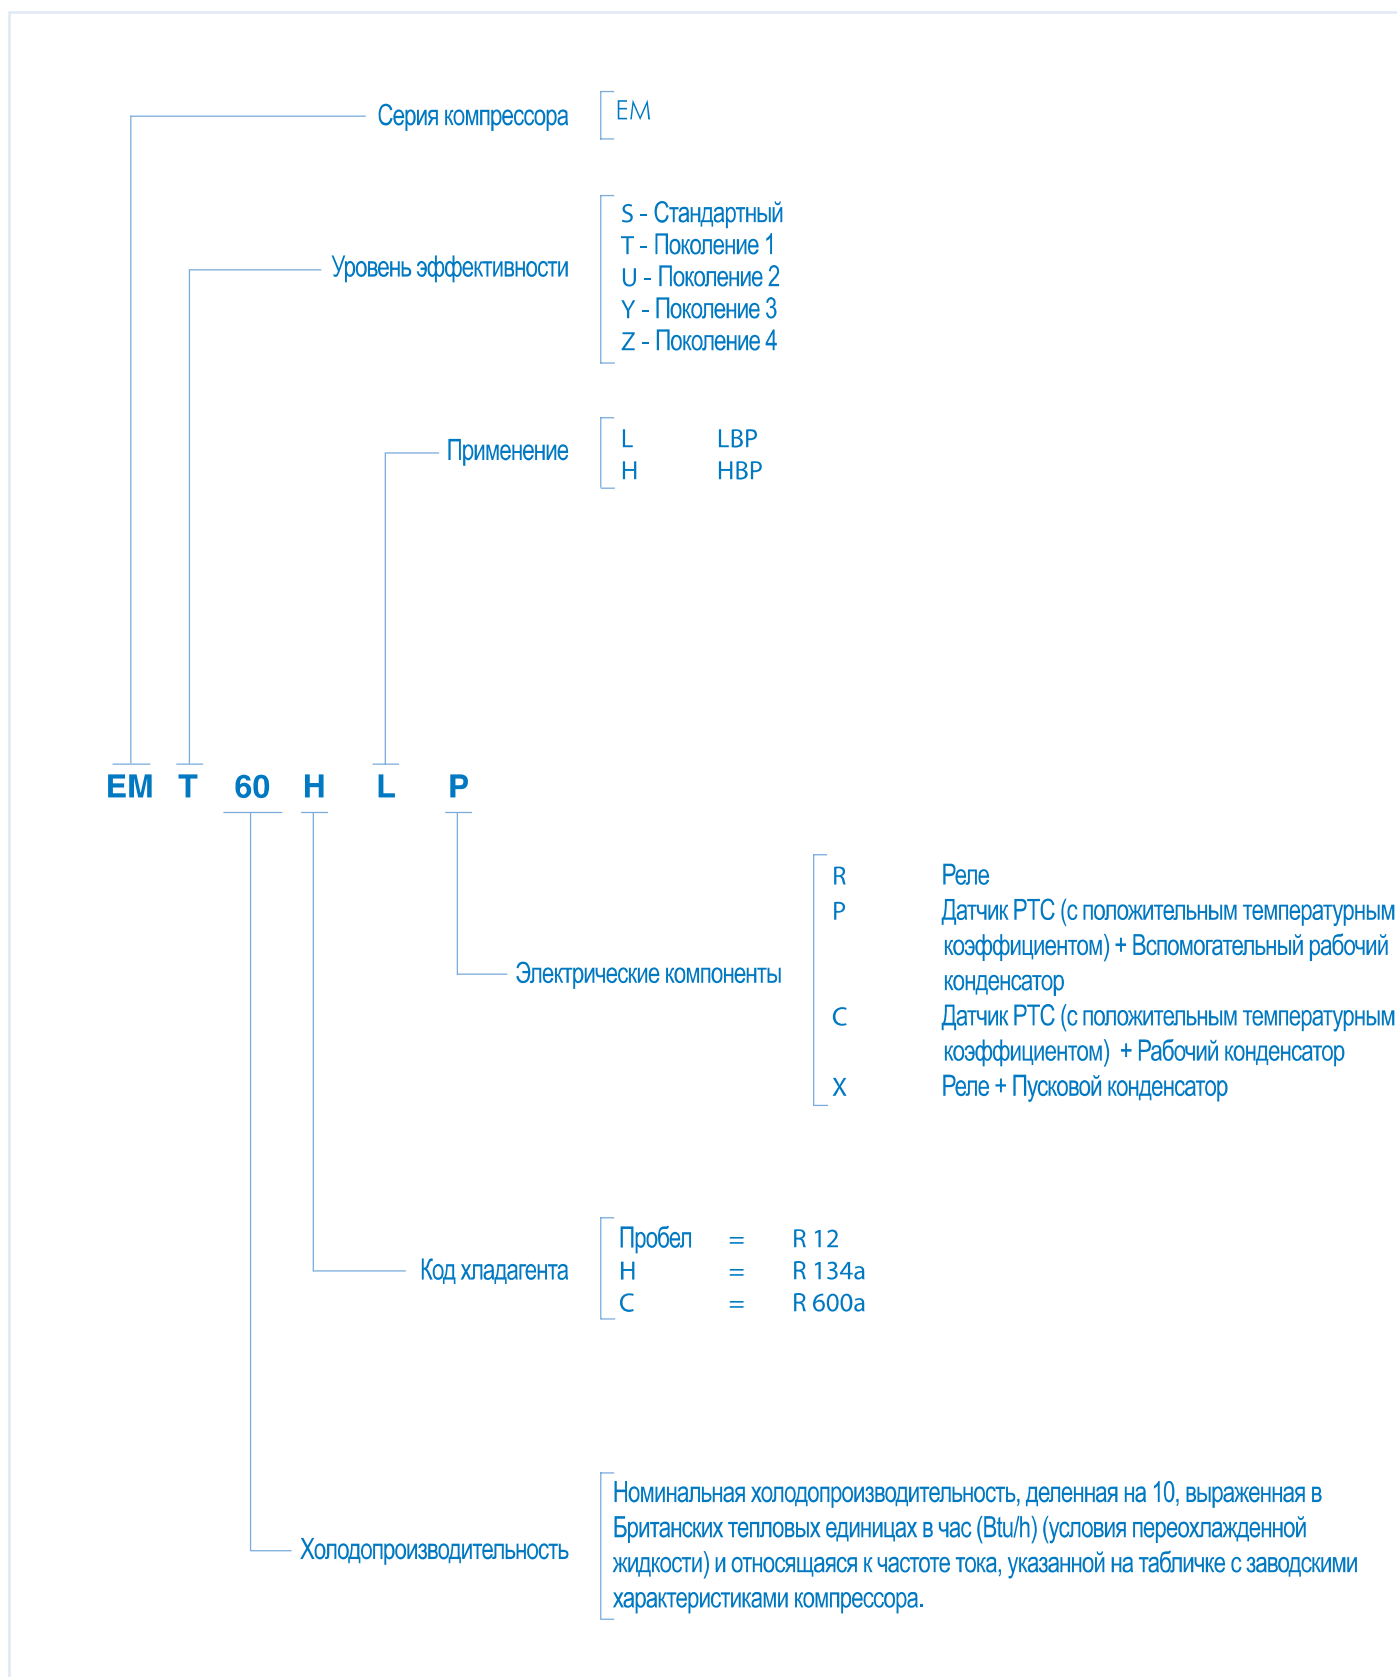 Серия компрессора
EM
Уровень эффективности
S - Стандартный
T - Поколение 1
U - Поколение 2
Y - Поколение 3
Z - Поколение 4
Применение
L LBP
H HBP
EM T 60 H L P
Электрические компоненты
R Реле
P Датчик PTC (с положительным температурным
коэффициентом) + Вспомогательный рабочий
конденсатор
C Датчик PTC (с положительным температурным
коэффициентом) + Рабочий конденсатор
X Реле + Пусковой конденсатор
Код хладагента
Пробел = R 12
H = R 134a
C = R 600a
Холодопроизводительность
Номинальная холодопроизводительность, деленная на 10, выраженная в
Британских тепловых единицах в час (Btu/h) (условия переохлажденной
жидкости) и относящаяся к частоте тока, указанной на табличке с заводскими
характеристиками компрессора.